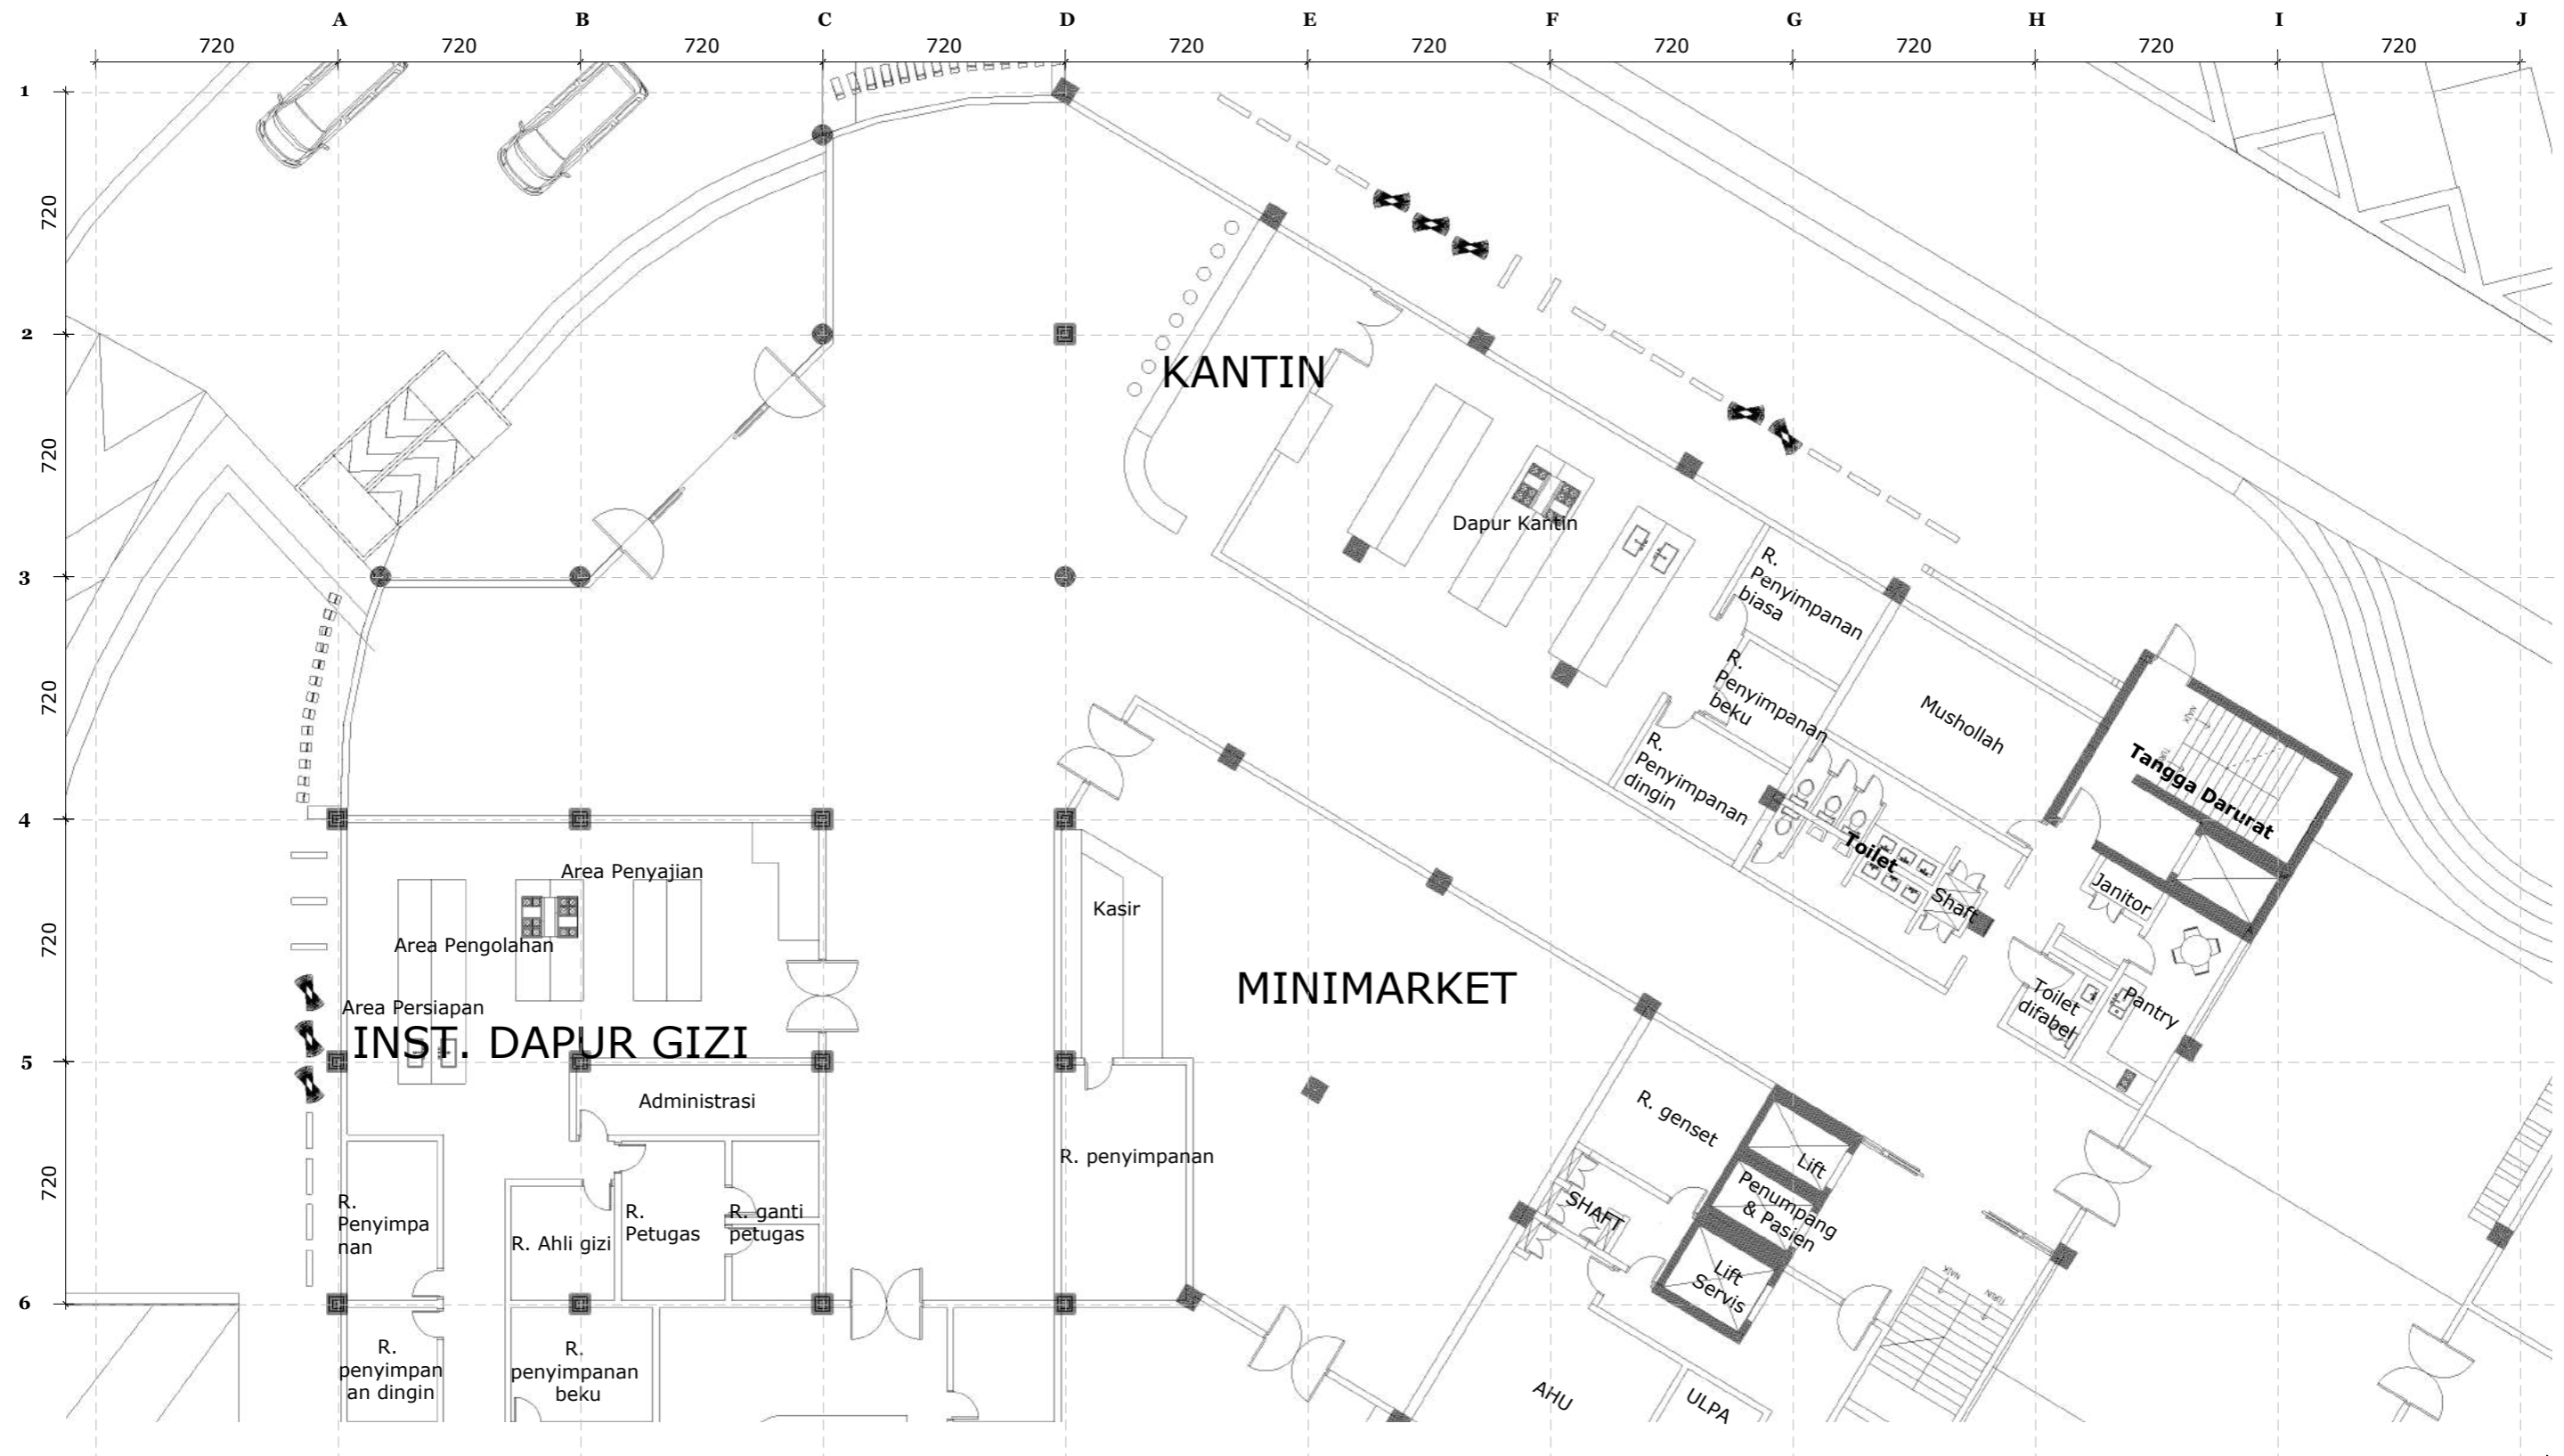 A B C D E F G H I J
720 720 720 720 720 720 720 720 720 720
1
720
2
KANTIN
720
Dapur Kantin
3
R.
Penyimpanan
biasa
R.
Penyimpanan
beku
R.
Penyimpanan
dingin
Mushollah
720
NAIK
Tangga Darurat
4
Toilet
Shaft
Janitor
Area Penyajian
Kasir
Area Pengolahan
720
MINIMARKET
Area Persiapan
INST. DAPUR GIZI
Toilet
difabel
Pantry
5
Administrasi
R. genset
R. penyimpanan
Lift
Penumpang
& Pasien
SHAFT
720
R.
Penyimpa
nan
R. Ahli gizi
R.
Petugas
R. ganti
petugas
Lift
Servis
NAIK
TURUN
6
R.
penyimpan
an dingin
R.
penyimpanan
beku
AHU
ULPA